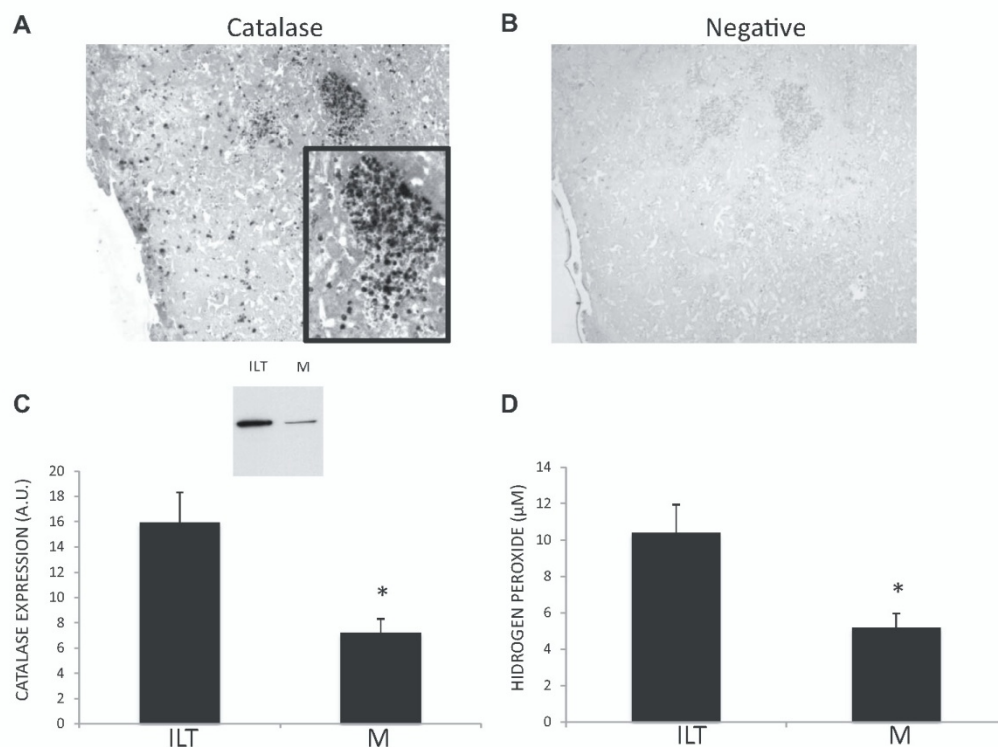 A
Catalase
B
Negative
ILT M
C
CATALASE EXPRESSION (A.U.)
20
18
16
14
12
10
8
6
4
2
0
*
ILT M
D
HIDROGEN PEROXIDE (µM)
14
12
10
8
6
4
2
0
*
ILT M